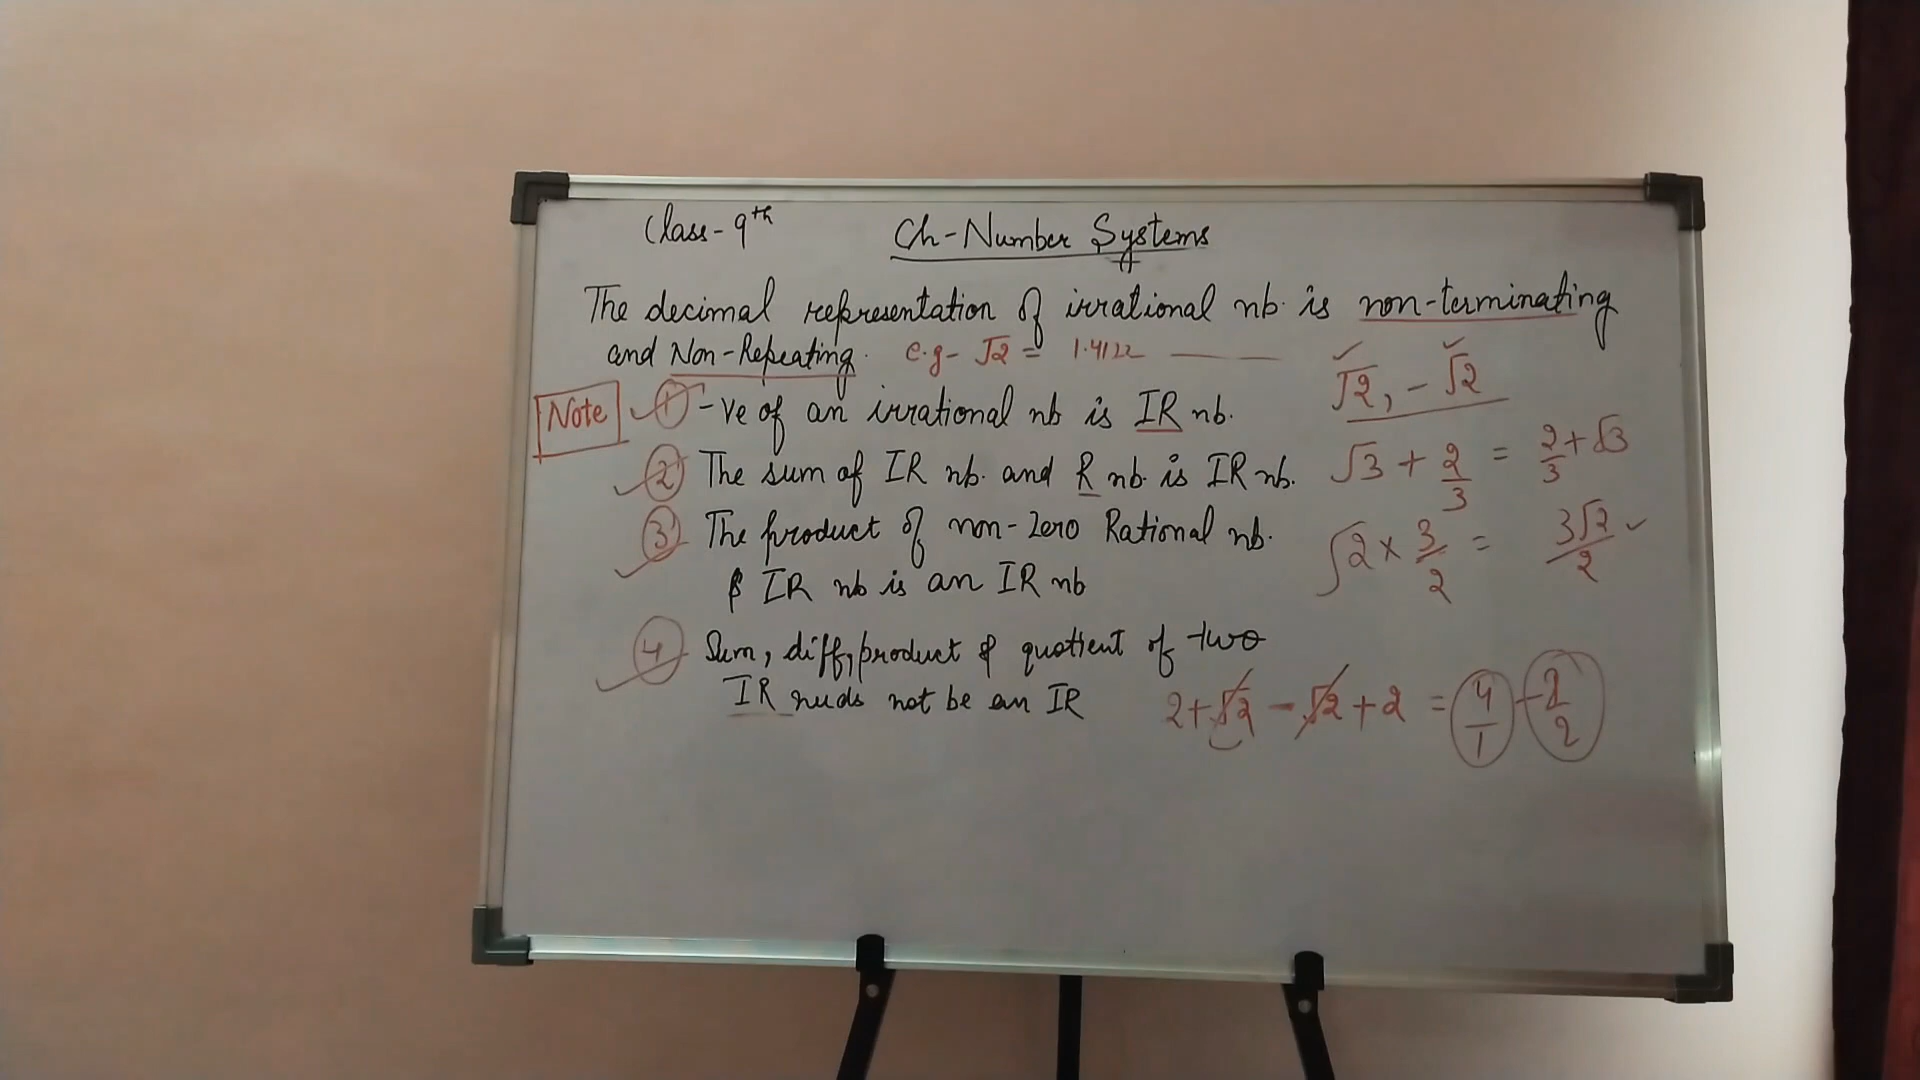 Class-9th
Ch-Number Systems
The decimal representation of irrational nb. is non-terminating
and Non-Repeating. e.g- √2 = 1.4122 ———
√2, -√2
Note ① -ve of an irrational nb is IR nb.
② The sum of IR nb. and R nb. is IR nb. √3 + 2/3 = 2/3 + √3
③ The product of non-zero Rational nb. √2 × 3/2 = 3√2/2
& IR nb is an IR nb
④ Sum, diff, product & quotient of two
IR nuds not be an IR 2+√2 - √2 + 2 = 4/1